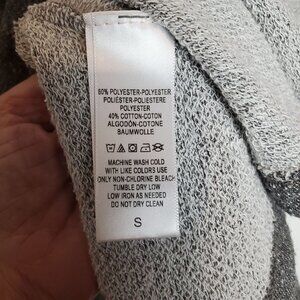 60% POLYESTER-POLYESTER
POLIÉSTER-POLIESTERE
POLYESTER
40% COTTON-COTON
ALGODÓN-COTONE
BAUMWOLLE
MACHINE WASH COLD
WITH LIKE COLORS USE
ONLY NON-CHLORINE BLEACH
TUMBLE DRY LOW
LOW IRON AS NEEDED
DO NOT DRY CLEAN
S